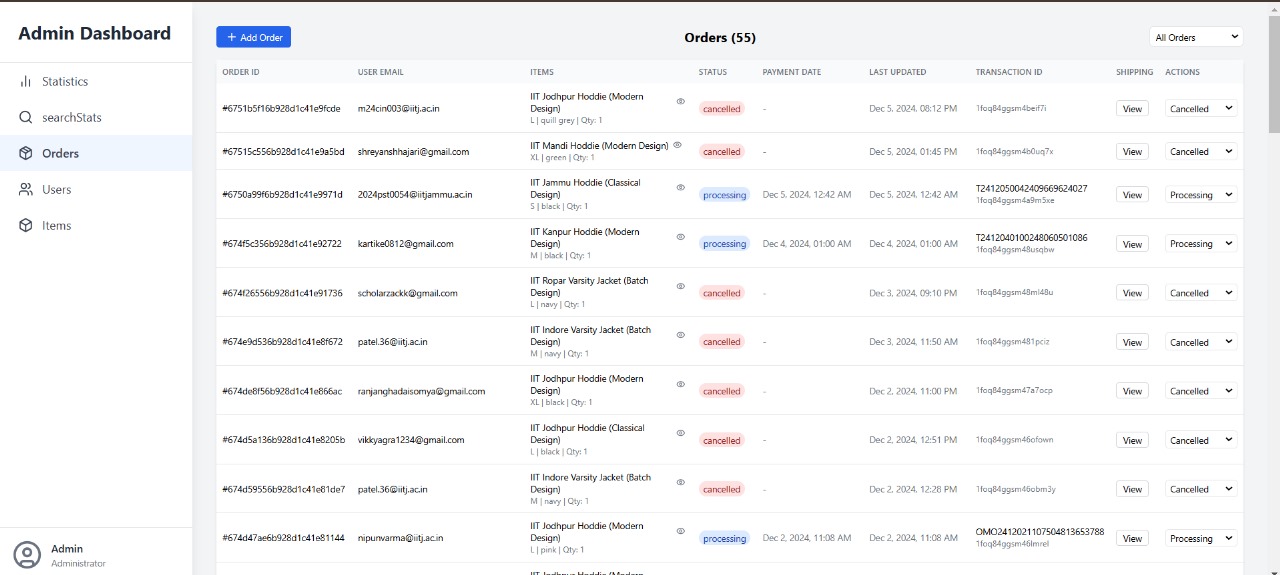 Admin Dashboard
Statistics
searchStats
Orders
Users
Items
Admin
Administrator
+ Add Order
Orders (55)
All Orders
ORDER ID USER EMAIL ITEMS STATUS PAYMENT DATE LAST UPDATED TRANSACTION ID SHIPPING ACTIONS
#6751b5f16b928d1c41e9fcde m24cin003@iitj.ac.in IIT Jodhpur Hoddie (Modern Design) cancelled - Dec 5, 2024, 08:12 PM 1foq84ggsm4beif7i View Cancelled
L | quill grey | Qty: 1
#67515c556b928d1c41e9a5bd shreyanshhajari@gmail.com IIT Mandi Hoddie (Modern Design) cancelled - Dec 5, 2024, 01:45 PM 1foq84ggsm4b0uq7x View Cancelled
XL | green | Qty: 1
#6750a99f6b928d1c41e9971d 2024pst0054@iitjammu.ac.in IIT Jammu Hoddie (Classical Design) processing Dec 5, 2024, 12:42 AM Dec 5, 2024, 12:42 AM T2412050042409669624027 View Processing
S | black | Qty: 1 1foq84ggsm4a9m5xe
#674f5c356b928d1c41e92722 kartike0812@gmail.com IIT Kanpur Hoddie (Modern Design) processing Dec 4, 2024, 01:00 AM Dec 4, 2024, 01:00 AM T2412040100248060501086 View Processing
M | black | Qty: 1 1foq84ggsm48usqbw
#674f26556b928d1c41e91736 scholarzackk@gmail.com IIT Ropar Varsity Jacket (Batch Design) cancelled - Dec 3, 2024, 09:10 PM 1foq84ggsm48ml48u View Cancelled
L | navy | Qty: 1
#674e9d536b928d1c41e8f672 patel.36@iitj.ac.in IIT Indore Varsity Jacket (Batch Design) cancelled - Dec 3, 2024, 11:50 AM 1foq84ggsm481pciz View Cancelled
M | navy | Qty: 1
#674de8f56b928d1c41e866ac ranjanghadaisomya@gmail.com IIT Jodhpur Hoddie (Modern Design) cancelled - Dec 2, 2024, 11:00 PM 1foq84ggsm47a7ocp View Cancelled
XL | black | Qty: 1
#674d5a136b928d1c41e8205b vikkyagra1234@gmail.com IIT Jodhpur Hoddie (Classical Design) cancelled - Dec 2, 2024, 12:51 PM 1foq84ggsm46ofown View Cancelled
L | black | Qty: 1
#674d59556b928d1c41e81de7 patel.36@iitj.ac.in IIT Indore Varsity Jacket (Batch Design) cancelled - Dec 2, 2024, 12:28 PM 1foq84ggsm46obm3y View Cancelled
M | navy | Qty: 1
#674d47ae6b928d1c41e81144 nipunvarma@iitj.ac.in IIT Jodhpur Hoddie (Modern Design) processing Dec 2, 2024, 11:08 AM Dec 2, 2024, 11:08 AM OMO2412021107504813653788 View Processing
L | pink | Qty: 1 1foq84ggsm46lmrel